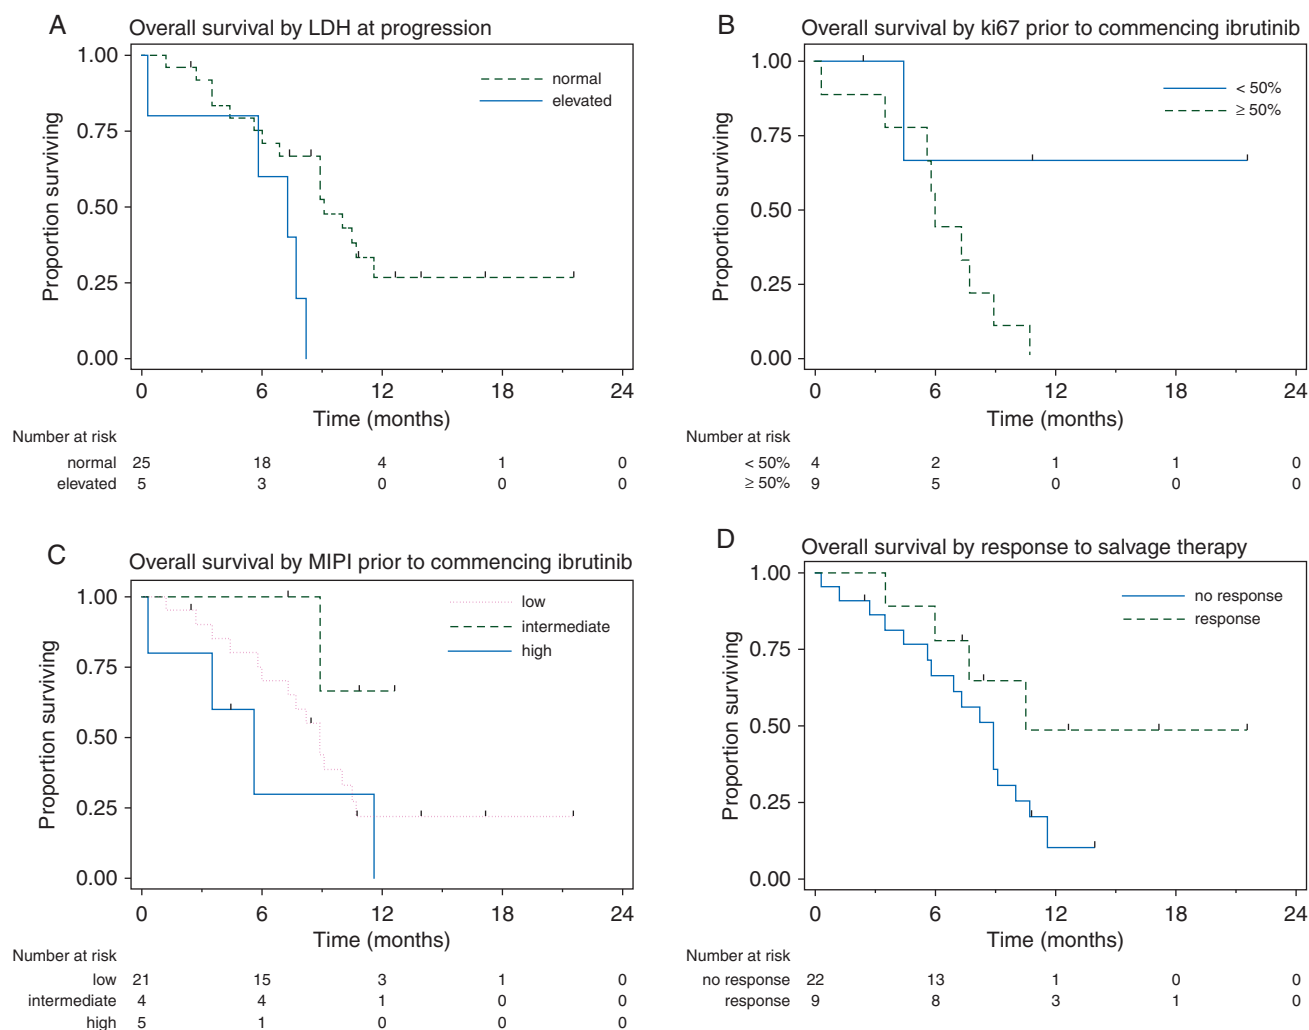 A
Overall survival by LDH at progression
1.00
0.75
0.50
0.25
0.00
Proportion surviving
normal
elevated
0 6 12 18 24
Time (months)
Number at risk
normal 25 18 4 1 0
elevated 5 3 0 0 0
B
Overall survival by ki67 prior to commencing ibrutinib
1.00
0.75
0.50
0.25
0.00
Proportion surviving
< 50%
≥ 50%
0 6 12 18 24
Time (months)
Number at risk
< 50% 4 2 1 1 0
≥ 50% 9 5 0 0 0
C
Overall survival by MIPI prior to commencing ibrutinib
1.00
0.75
0.50
0.25
0.00
Proportion surviving
low
intermediate
high
0 6 12 18 24
Time (months)
Number at risk
low 21 15 3 1 0
intermediate 4 4 1 0 0
high 5 1 0 0 0
D
Overall survival by response to salvage therapy
1.00
0.75
0.50
0.25
0.00
Proportion surviving
no response
response
0 6 12 18 24
Time (months)
Number at risk
no response 22 13 1 0 0
response 9 8 3 1 0